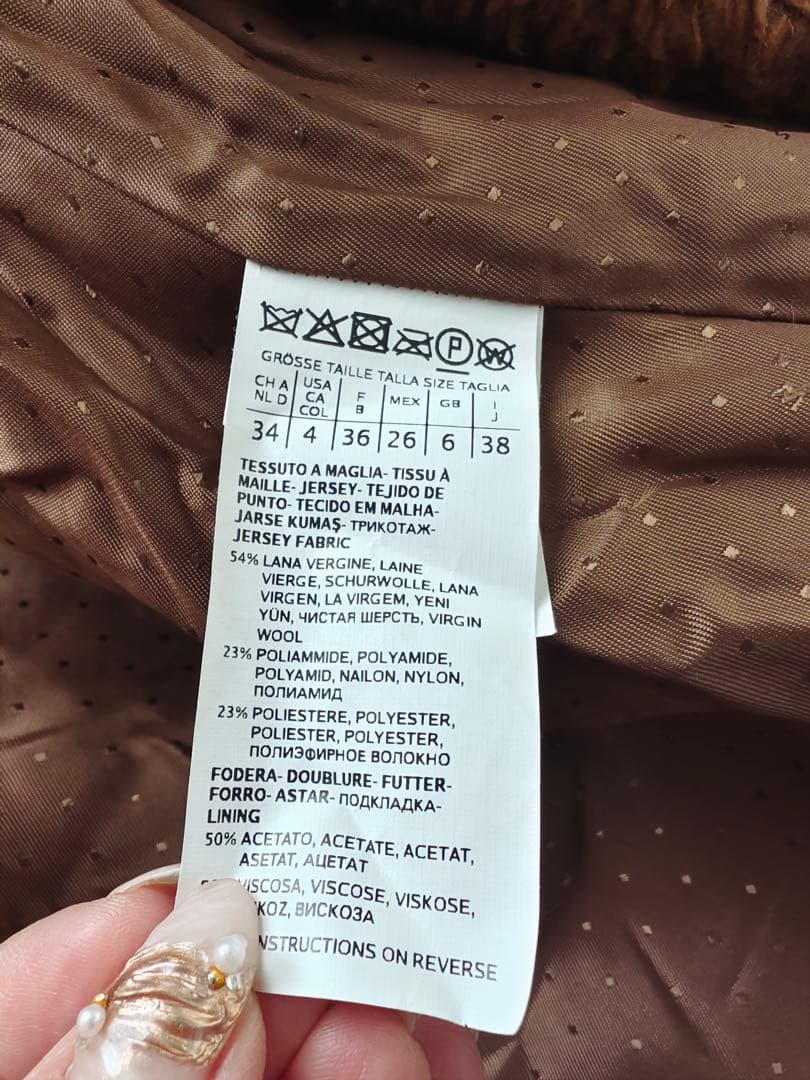 P W
GRÖSSE TAILLE TALLA SIZE TAGLIA
CH A NL D USA CA COL F B MEX GB I J
34 4 36 26 6 38
TESSUTO A MAGLIA- TISSU À
MAILLE- JERSEY- TEJIDO DE
PUNTO- TECIDO EM MALHA-
JARSE KUMAŞ- ТРИКОТАЖ-
JERSEY FABRIC
54% LANA VERGINE, LAINE
VIERGE, SCHURWOLLE, LANA
VIRGEN, LA VIRGEM, YENI
YÜN, ЧИСТАЯ ШЕРСТЬ, VIRGIN
WOOL
23% POLIAMMIDE, POLYAMIDE,
POLYAMID, NAILON, NYLON,
ПОЛИАМИД
23% POLIESTERE, POLYESTER,
POLIESTER, POLYESTER,
ПОЛИЭФИРНОЕ ВОЛОКНО
FODERA- DOUBLURE- FUTTER-
FORRO- ASTAR- ПОДКЛАДКА-
LINING
50% ACETATO, ACETATE, ACETAT,
ASETAT, АЦЕТАТ
VISCOSA, VISCOSE, VISKOSE,
ВИСКОЗА
INSTRUCTIONS ON REVERSE